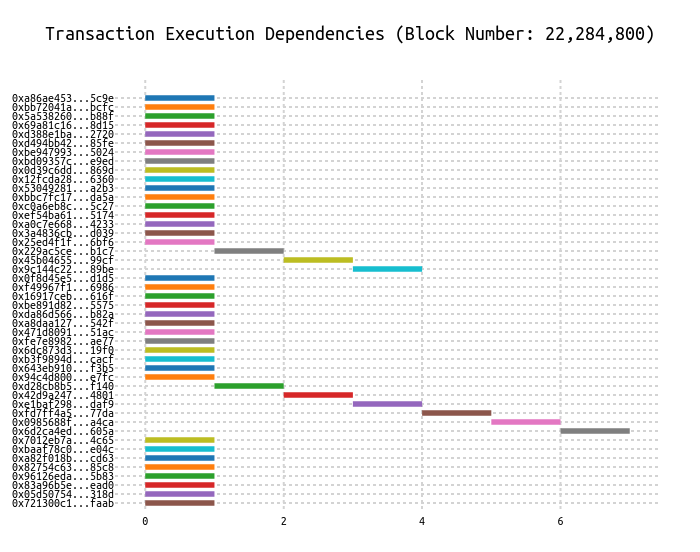 Transaction Execution Dependencies (Block Number: 22,284,800)
0xa86ae453...5c9e
0xbb72041a...bcfc
0x5a538260...b88f
0x69a81c16...8d15
0xd388e1ba...2720
0xd494bb42...85fe
0xbe947993...5024
0xbd09357c...e9ed
0x0d39c6dd...869d
0x12fcda28...6360
0x53049281...a2b3
0xbbc7fc17...da5a
0xc0a6eb8c...5c27
0xef54ba61...5174
0xa0c7e668...4233
0x3a4836cb...d039
0x25ed4f1f...6bf6
0x229ac5ce...b1c7
0x45b04655...99cf
0x9c144c22...89be
0x0f8d45e5...d1d5
0xf49967f1...6986
0x16917ceb...616f
0xbe891d82...5575
0xda86d566...b82a
0xa8daa127...542f
0x471d8091...51ac
0xfe7e8982...ae77
0x6dc873d3...19f0
0xb3f9894d...cacf
0x643eb910...f3b5
0x94c4d800...e7fc
0xd28cb8b5...f140
0x42d9a247...4801
0xe1baf298...daf9
0xfd7ff4a5...77da
0x0985688f...a4ca
0x6d2ca4ed...605a
0x7012eb7a...4c65
0xbaaf78c0...e04c
0xa82f018b...cd63
0x82754c63...85c8
0x96126eda...5b83
0x83a96b5e...ead0
0x05d50754...318d
0x721300c1...faab
0 2 4 6